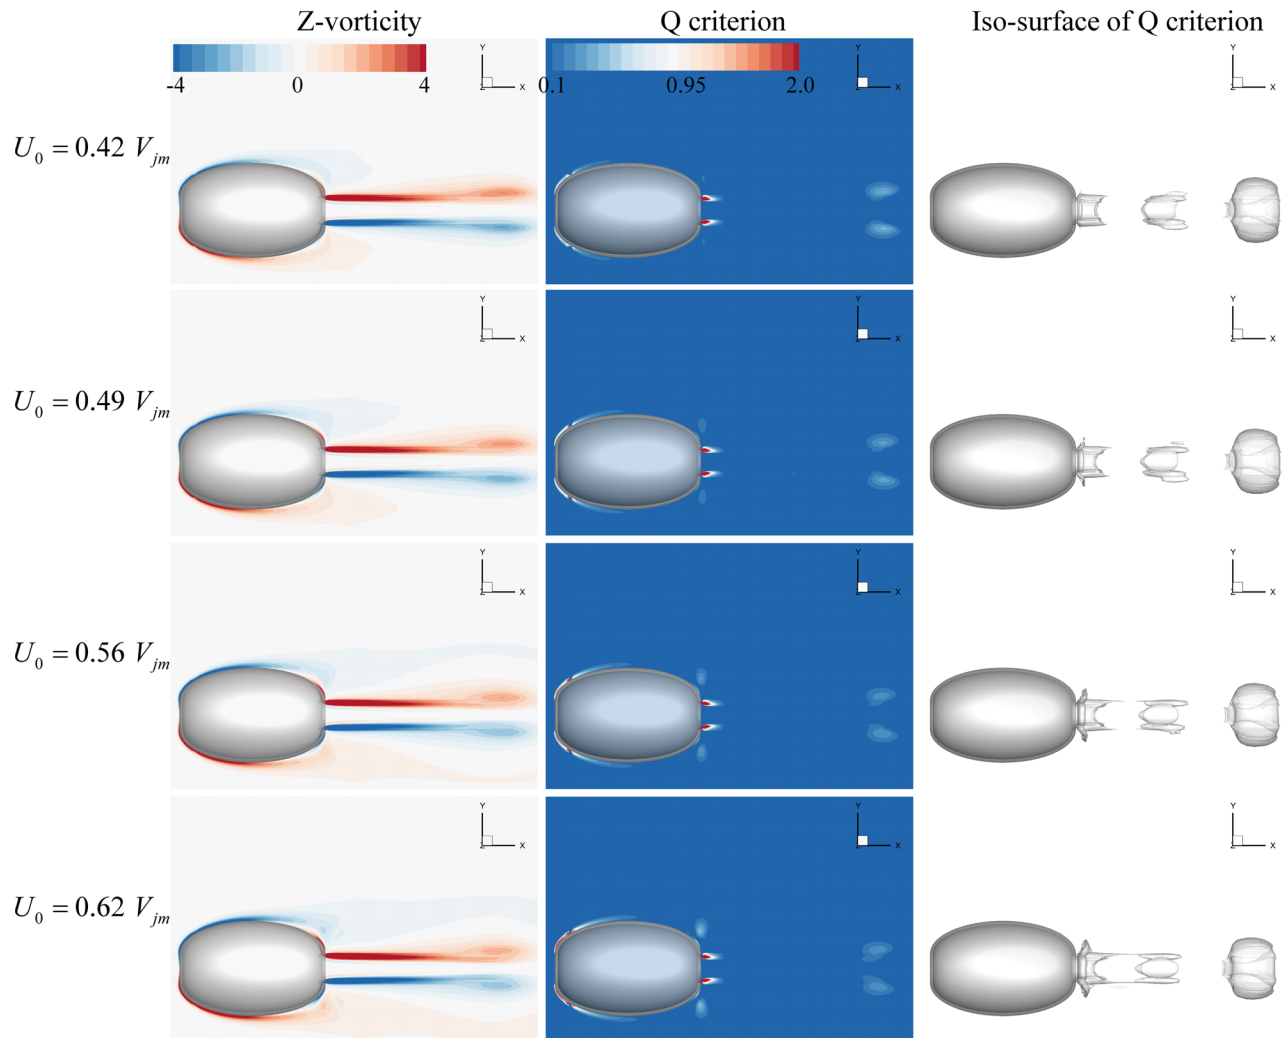 Z-vorticity Q criterion Iso-surface of Q criterion
Y Y Y
-4 0 4 Z X 0.1 0.95 2.0 Z X Z X
U₀ = 0.42 Vⱼₘ
Y Y Y
Z X Z X Z X
U₀ = 0.49 Vⱼₘ
Y Y Y
Z X Z X Z X
U₀ = 0.56 Vⱼₘ
Y Y Y
Z X Z X Z X
U₀ = 0.62 Vⱼₘ